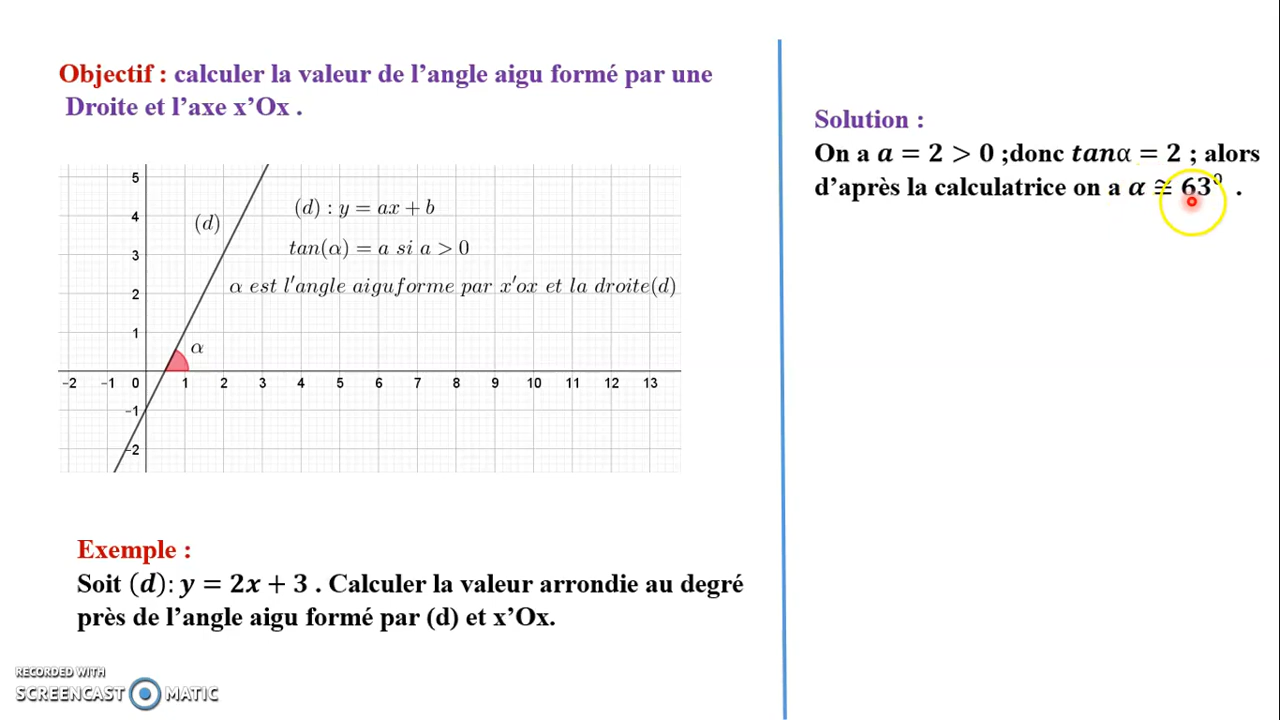 Objectif : calculer la valeur de l’angle aigu formé par une
Droite et l’axe x’Ox .
5
4
3
2
1
0
−1
−2
−2 −1 1 2 3 4 5 6 7 8 9 10 11 12 13
(d)
α
(d) : y = ax + b
tan(α) = a si a > 0
α est l′angle aiguforme par x′ox et la droite(d)
Exemple :
Soit (d): y = 2x + 3 . Calculer la valeur arrondie au degré
près de l’angle aigu formé par (d) et x’Ox.
RECORDED WITH
SCREENCAST MATIC
Solution :
On a a = 2 > 0 ;donc tanα = 2 ; alors
d’après la calculatrice on a α ≅ 63⁰ .